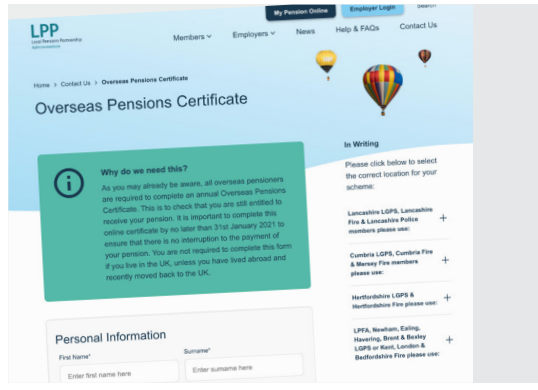 My Pension Online
Employer Login
Search
LPP
Local Pensions Partnership
Administration
Members
Employers
News
Help & FAQs
Contact Us
Home > Contact Us > Overseas Pensions Certificate
Overseas Pensions Certificate
Why do we need this?
As you may already be aware, all overseas pensioners
are required to complete an annual Overseas Pensions
Certificate. This is to check that you are still entitled to
receive your pension. It is important to complete this
online certificate by no later than 31st January 2021 to
ensure that there is no interruption to the payment of
your pension. You are not required to complete this form
if you live in the UK, unless you have lived abroad and
recently moved back to the UK.
In Writing
Please click below to select
the correct location for your
scheme:
Lancashire LGPS, Lancashire
Fire & Lancashire Police
members please use:
Cumbria LGPS, Cumbria Fire
& Mersey Fire members
please use:
Hertfordshire LGPS &
Hertfordshire Fire please use:
LPFA, Newham, Ealing,
Havering, Brent & Bexley
LGPS or Kent, London &
Bedfordshire Fire please use:
Personal Information
First Name*
Surname*
Enter first name here
Enter surname here